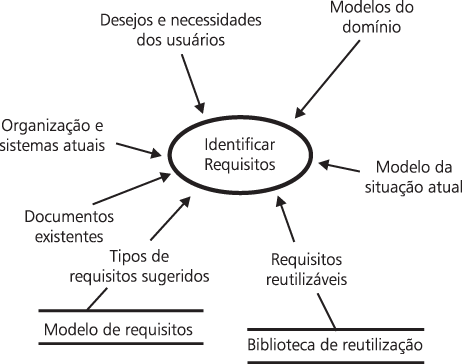 Desejos e necessidades
dos usuários
Modelos do
domínio
Organização e
sistemas atuais
Identificar
Requisitos
Modelo da
situação atual
Documentos
existentes
Tipos de
requisitos sugeridos
Requisitos
reutilizáveis
Modelo de requisitos
Biblioteca de reutilização